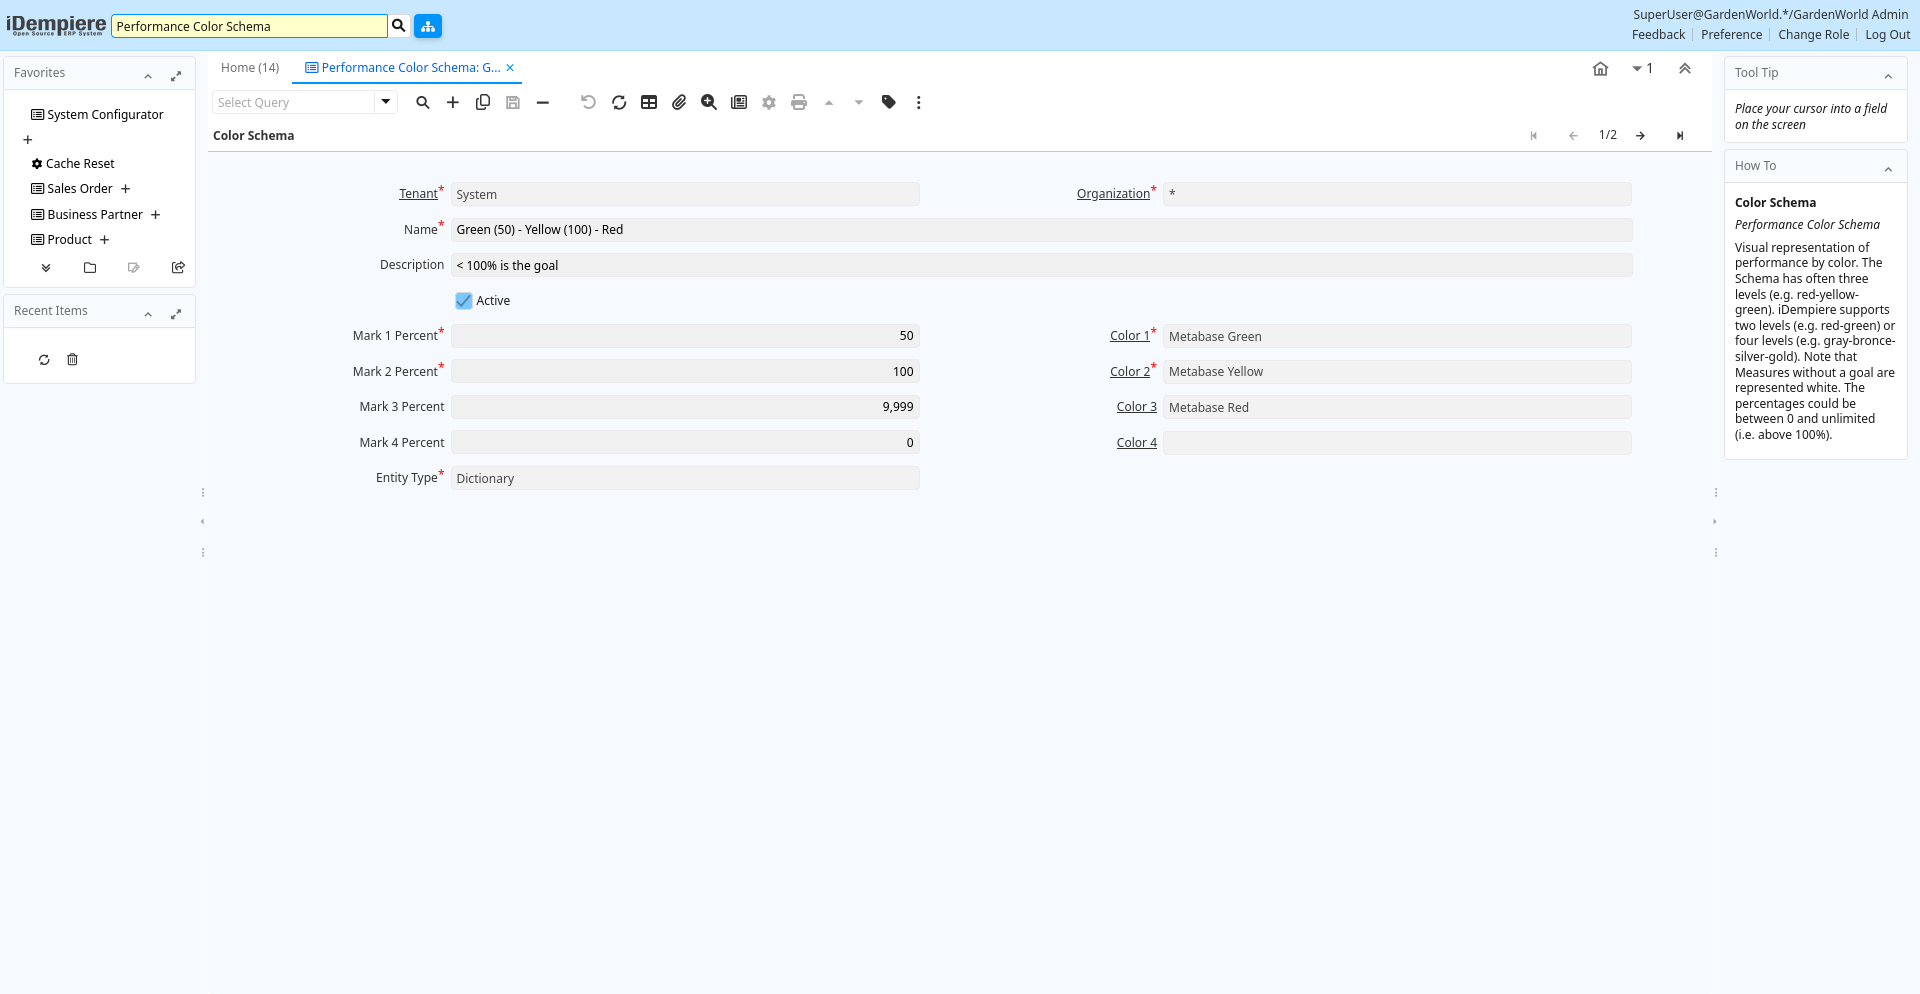 iDempiere
Open Source ERP System
Performance Color Schema
SuperUser@GardenWorld.*/GardenWorld Admin
Feedback
Preference
Change Role
Log Out
Favorites
System Configurator
Cache Reset
Sales Order
Business Partner
Product
Recent Items
Home (14)
Performance Color Schema: G...
1
Select Query
Color Schema
1/2
Tenant*
System
Organization*
*
Name*
Green (50) - Yellow (100) - Red
Description
< 100% is the goal
Active
Mark 1 Percent*
50
Color 1*
Metabase Green
Mark 2 Percent*
100
Color 2*
Metabase Yellow
Mark 3 Percent
9,999
Color 3
Metabase Red
Mark 4 Percent
0
Color 4
Entity Type*
Dictionary
Tool Tip
Place your cursor into a field
on the screen
How To
Color Schema
Performance Color Schema
Visual representation of
performance by color. The
Schema has often three
levels (e.g. red-yellow-
green). iDempiere supports
two levels (e.g. red-green) or
four levels (e.g. gray-bronce-
silver-gold). Note that
Measures without a goal are
represented white. The
percentages could be
between 0 and unlimited
(i.e. above 100%).